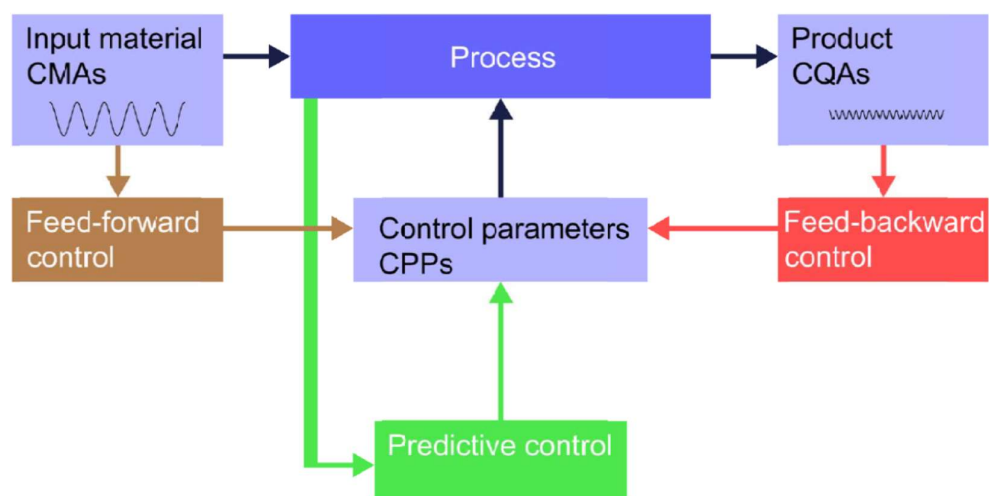 Input material
CMAs
Process
Product
CQAs
Feed-forward
control
Control parameters
CPPs
Feed-backward
control
Predictive control